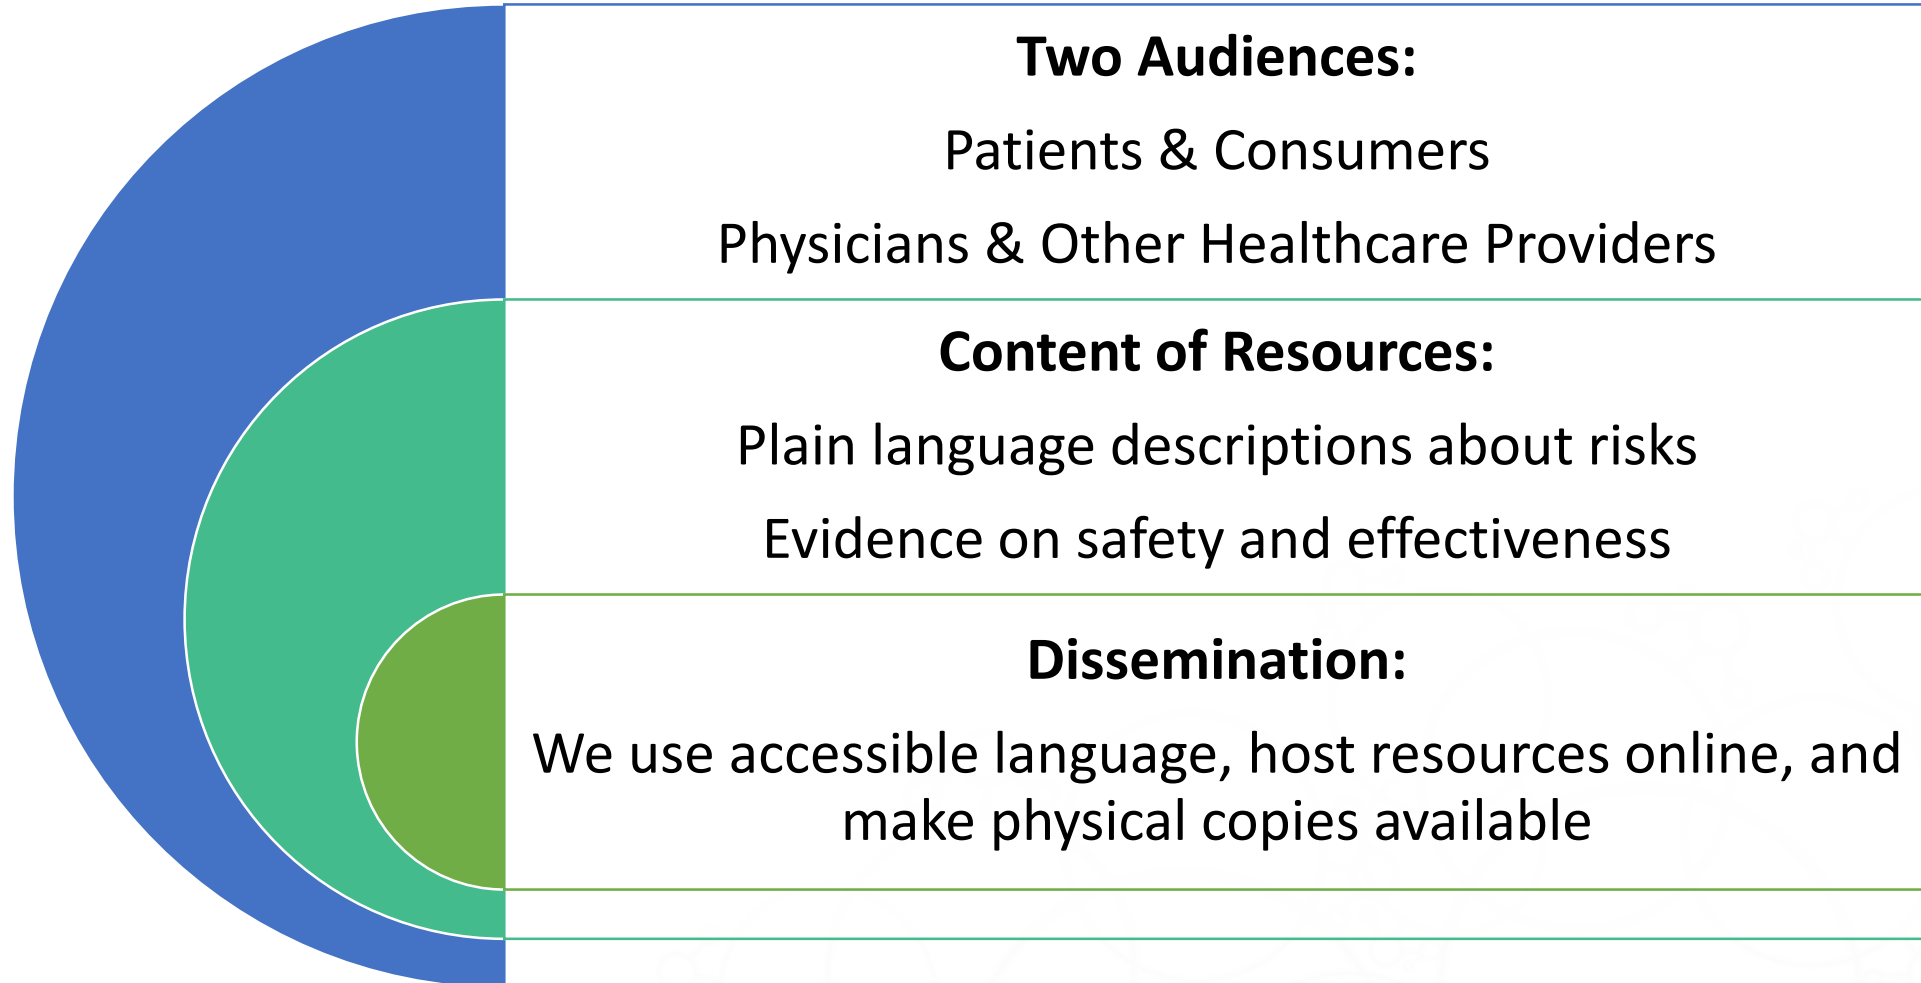 Two Audiences:
Patients & Consumers
Physicians & Other Healthcare Providers
Content of Resources:
Plain language descriptions about risks
Evidence on safety and effectiveness
Dissemination:
We use accessible language, host resources online, and
make physical copies available